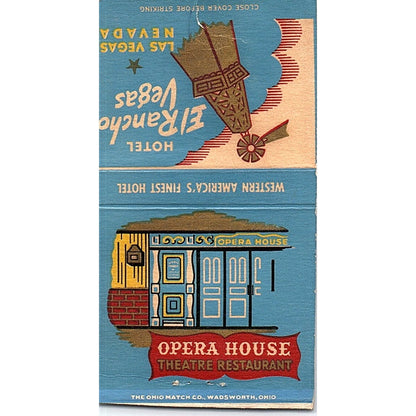 CLOSE COVER BEFORE STRIKING
LAS VEGAS
NEVADA
HOTEL
El Rancho
Vegas
WESTERN AMERICA'S FINEST HOTEL
OPERA HOUSE
OPERA HOUSE
THEATRE RESTAURANT
THE OHIO MATCH CO., WADSWORTH, OHIO